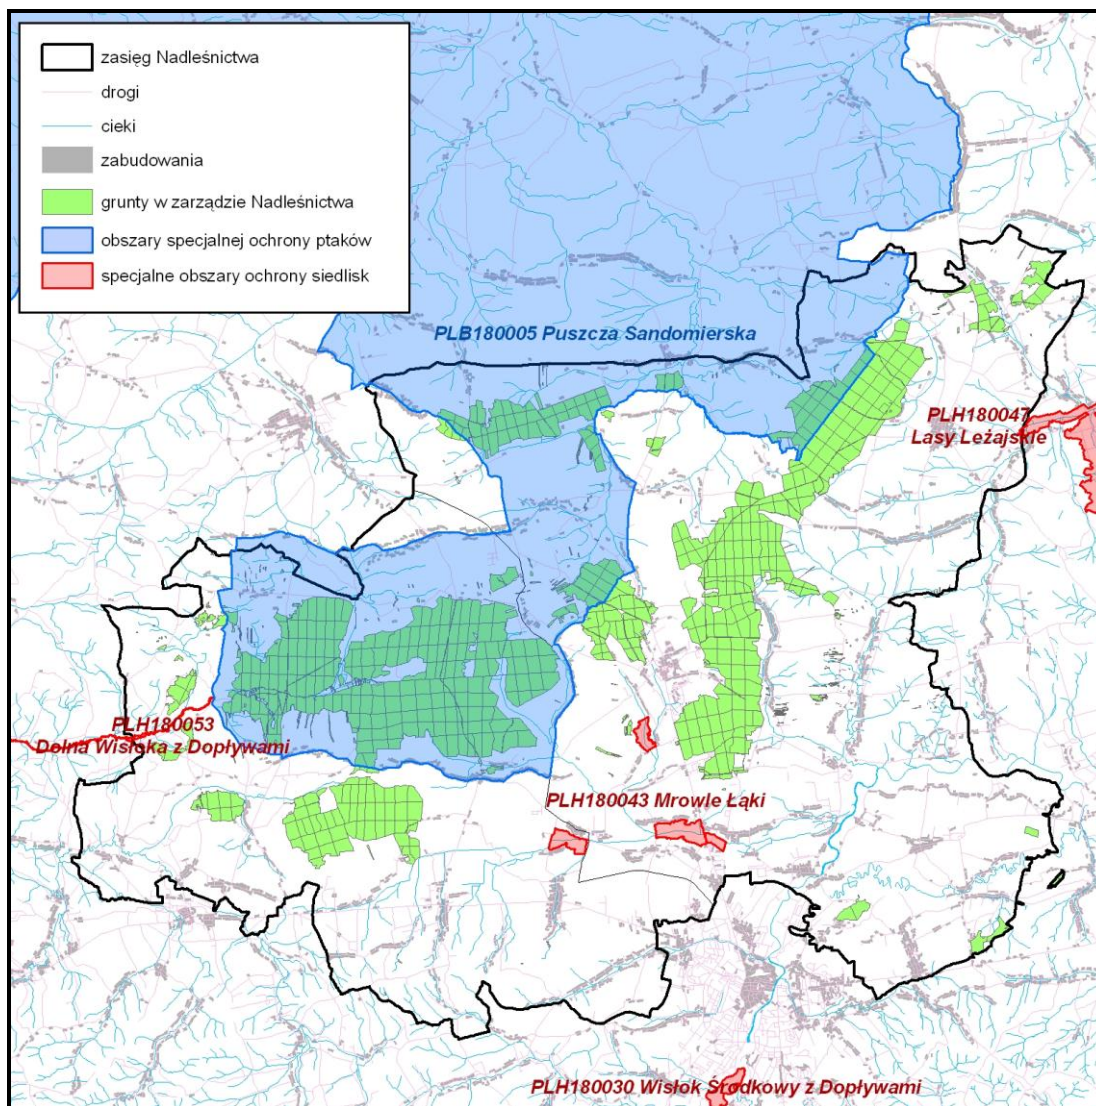 zasięg Nadleśnictwa
drogi
cieki
zabudowania
grunty w zarządzie Nadleśnictwa
obszary specjalnej ochrony ptaków
specjalne obszary ochrony siedlisk
PLB180005 Puszcza Sandomierska
PLH180047
Lasy Leżajskie
PLH180053
Dolna Wisłoka z Dopływami
PLH180043 Mrowle Łąki
PLH180030 Wisłok Środkowy z Dopływami